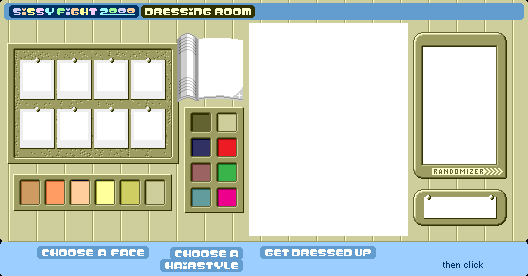 SISSY FIGHT 2000 DRESSING ROOM
RANDOMIZER
CHOOSE A FACE
CHOOSE A
HAIRSTYLE
GET DRESSED UP
then click